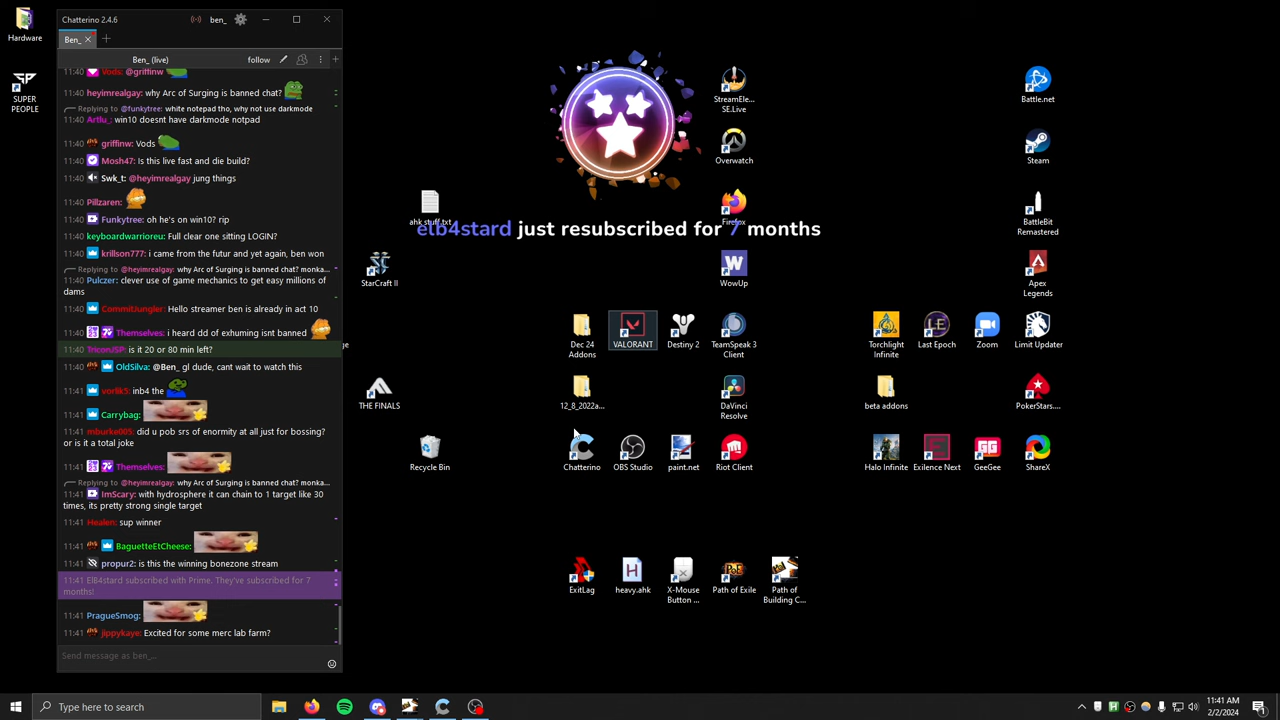 Hardware
SUPER
PEOPLE
Chatterino 2.4.6
ben_
Ben_
Ben_ (live)
follow
11:40 Vods: @griffinw
11:40 heyimrealgay: why Arc of Surging is banned chat?
Replying to @funkytree: white notepad tho, why not use darkmode
11:40 Artlu_: win10 doesnt have darkmode notpad
11:40 griffinw: Vods
11:40 Mosh47: Is this live fast and die build?
11:40 Swk_t: @heyimrealgay jung things
11:40 Pillzaren:
11:40 Funkytree: oh he's on win10? rip
11:40 keyboardwarrioreu: Full clear one sitting LOGIN?
11:40 krillson777: i came from the futur and yet again, ben won
Replying to @heyimrealgay: why Arc of Surging is banned chat? monka...
11:40 Pulczer: clever use of game mechanics to get easy millions of
dams
11:40 CommitJungler: Hello streamer ben is already in act 10
11:40 Themselves: i heard dd of exhuming isnt banned
11:40 TriconJSP: is it 20 or 80 min left?
11:40 OldSilva: @Ben_ gl dude, cant wait to watch this
11:40 vorlik5: inb4 the
11:40 Carrybag:
11:40 mburke005: did u pob srs of enormity at all just for bossing?
or is it a total joke
11:40 Themselves:
Replying to @heyimrealgay: why Arc of Surging is banned chat? monka...
11:41 ImScary: with hydrosphere it can chain to 1 target like 30
times, its pretty strong single target
11:41 Healen: sup winner
11:41 BaguetteEtCheese:
11:41 propur2: is this the winning bonezone stream
11:41 ElB4stard subscribed with Prime. They've subscribed for 7
months!
11:41 PragueSmog:
11:41 jippykaye: Excited for some merc lab farm?
Send message as ben_...
StreamEle...
SE.Live
Battle.net
Overwatch
Steam
ahk stuff.txt
Firefox
BattleBit
Remastered
elb4stard just resubscribed for 7 months
StarCraft II
W
WowUp
Apex
Legends
Dec 24
Addons
VALORANT
Destiny 2
TeamSpeak 3
Client
Torchlight
Infinite
LE
Last Epoch
Zoom
Limit Updater
ge
THE FINALS
12_8_2022a...
DaVinci
Resolve
beta addons
PokerStars....
Recycle Bin
Chatterino
OBS Studio
paint.net
Riot Client
Halo Infinite
Exilence Next
GG
GeeGee
ShareX
ExitLag
H
heavy.ahk
X-Mouse
Button ...
PoE
Path of Exile
Path of
Building C...
Type here to search
11:41 AM
2/2/2024